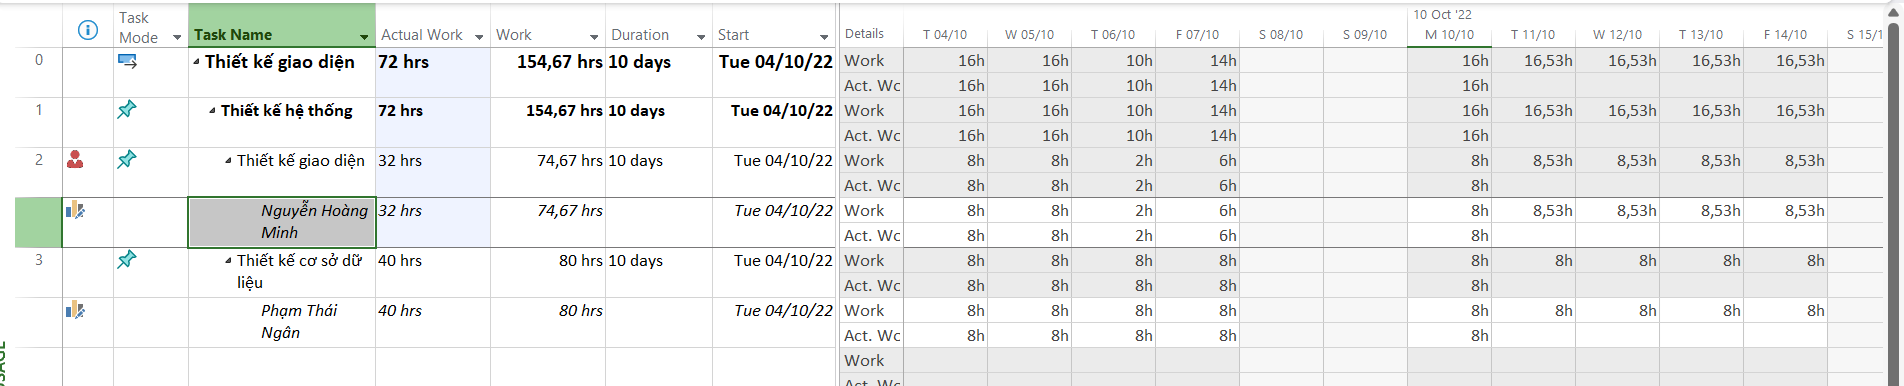 10 Oct '22
Task Mode Task Name Actual Work Work Duration Start Details T 04/10 W 05/10 T 06/10 F 07/10 S 08/10 S 09/10 M 10/10 T 11/10 W 12/10 T 13/10 F 14/10 S 15/1
0 Thiết kế giao diện 72 hrs 154,67 hrs 10 days Tue 04/10/22 Work 16h 16h 10h 14h 16h 16,53h 16,53h 16,53h 16,53h
Act. Wc 16h 16h 10h 14h 16h
1 Thiết kế hệ thống 72 hrs 154,67 hrs 10 days Tue 04/10/22 Work 16h 16h 10h 14h 16h 16,53h 16,53h 16,53h 16,53h
Act. Wc 16h 16h 10h 14h 16h
2 Thiết kế giao diện 32 hrs 74,67 hrs 10 days Tue 04/10/22 Work 8h 8h 2h 6h 8h 8,53h 8,53h 8,53h 8,53h
Act. Wc 8h 8h 2h 6h 8h
Nguyễn Hoàng 32 hrs 74,67 hrs Tue 04/10/22 Work 8h 8h 2h 6h 8h 8,53h 8,53h 8,53h 8,53h
Minh Act. Wc 8h 8h 2h 6h 8h
3 Thiết kế cơ sở dữ 40 hrs 80 hrs 10 days Tue 04/10/22 Work 8h 8h 8h 8h 8h 8h 8h 8h 8h
liệu Act. Wc 8h 8h 8h 8h 8h
Phạm Thái 40 hrs 80 hrs Tue 04/10/22 Work 8h 8h 8h 8h 8h 8h 8h 8h 8h
Ngân Act. Wc 8h 8h 8h 8h 8h
Work